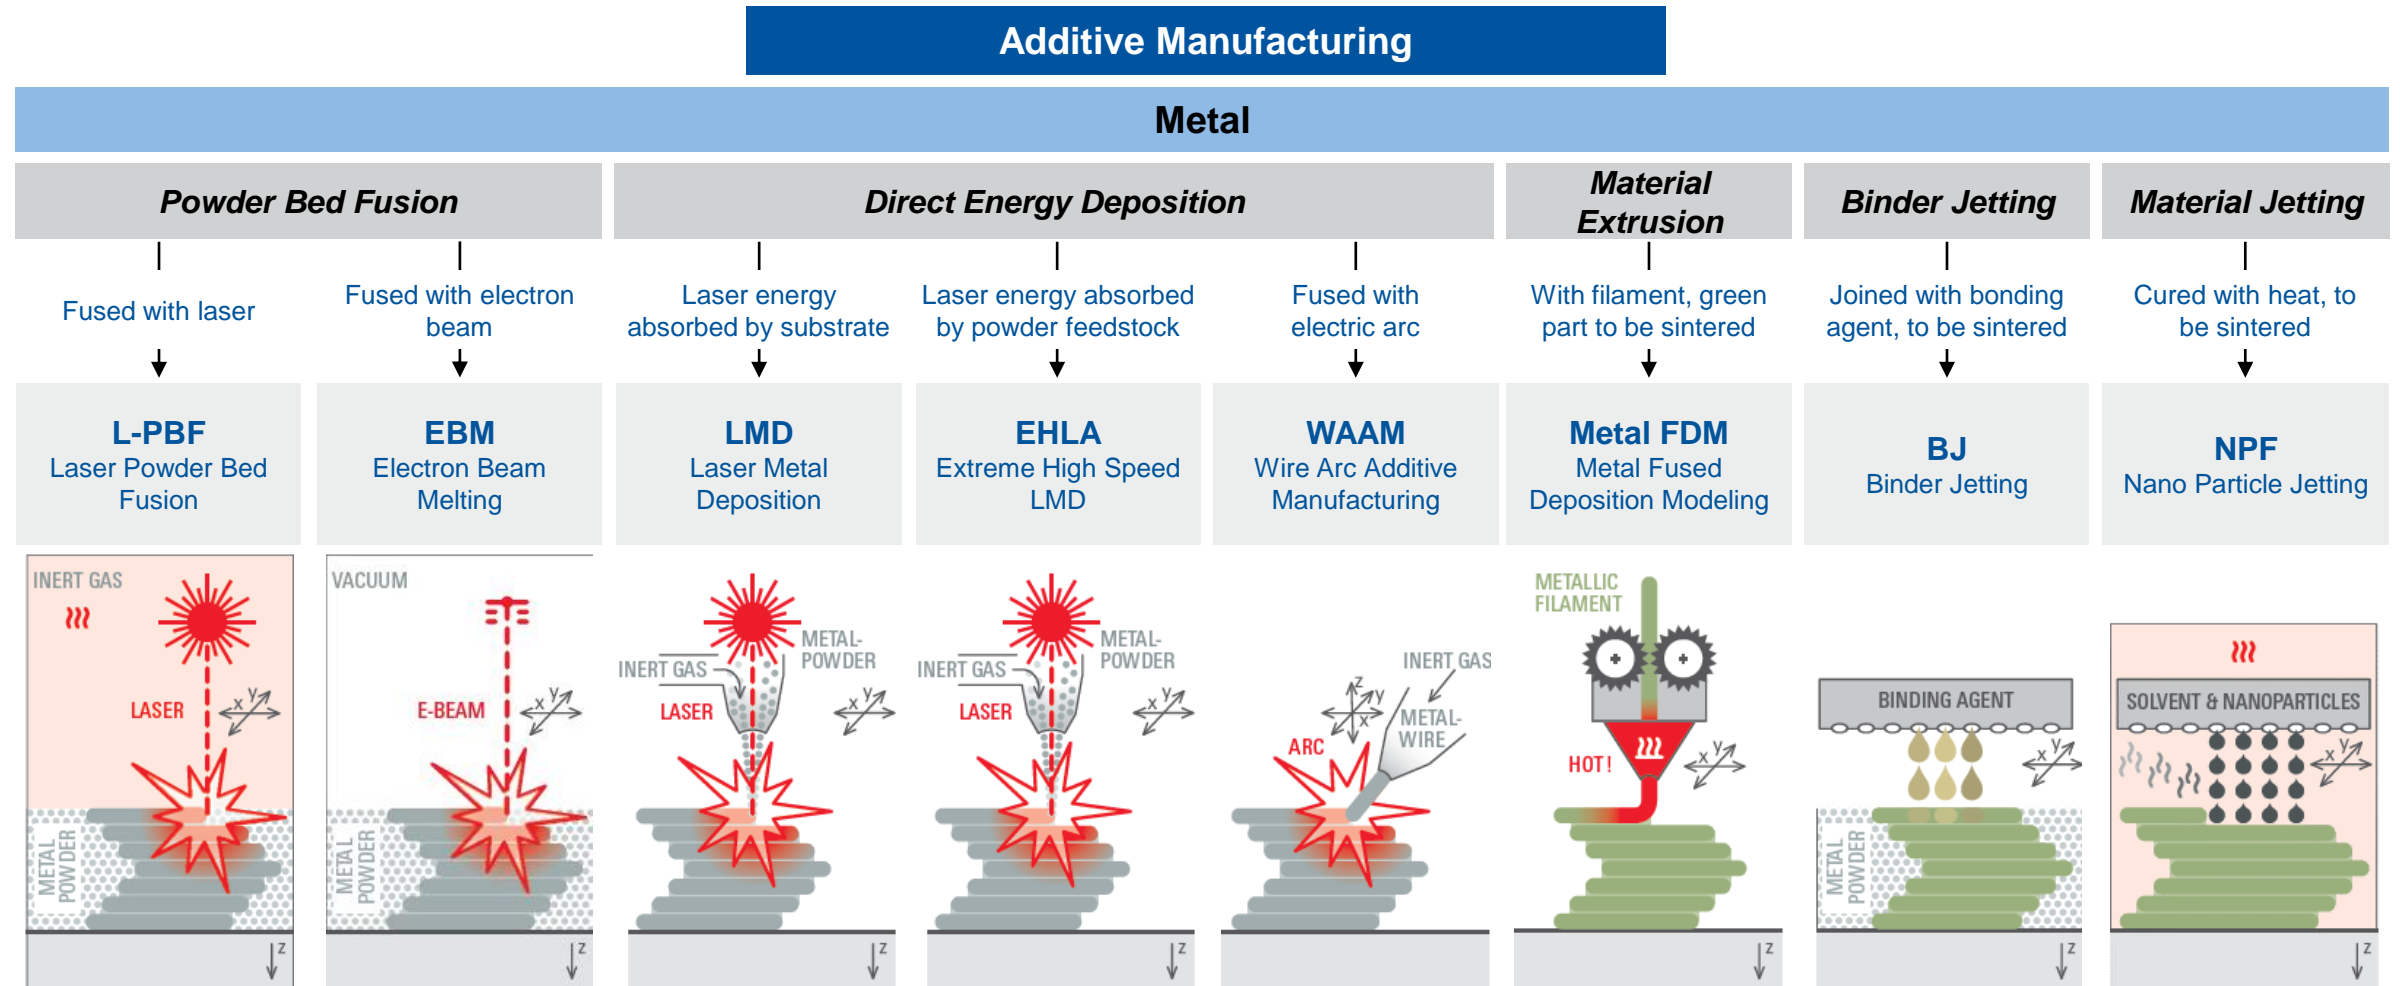 Additive Manufacturing
Metal
Powder Bed Fusion
Direct Energy Deposition
Material
Extrusion
Binder Jetting
Material Jetting
Fused with laser
Fused with electron
beam
Laser energy
absorbed by substrate
Laser energy absorbed
by powder feedstock
Fused with
electric arc
With filament, green
part to be sintered
Joined with bonding
agent, to be sintered
Cured with heat, to
be sintered
L-PBF
Laser Powder Bed
Fusion
EBM
Electron Beam
Melting
LMD
Laser Metal
Deposition
EHLA
Extreme High Speed
LMD
WAAM
Wire Arc Additive
Manufacturing
Metal FDM
Metal Fused
Deposition Modeling
BJ
Binder Jetting
NPF
Nano Particle Jetting
INERT GAS
LASER
x y
METAL
POWDER
z
VACUUM
E-BEAM
x y
METAL
POWDER
z
METAL-
POWDER
INERT GAS
LASER
x y
z
METAL-
POWDER
INERT GAS
LASER
x y
z
INERT GAS
z
y
x
METAL-
WIRE
ARC
METALLIC
FILAMENT
HOT!
x y
z
BINDING AGENT
x y
METAL
POWDER
z
SOLVENT & NANOPARTICLES
x y
z